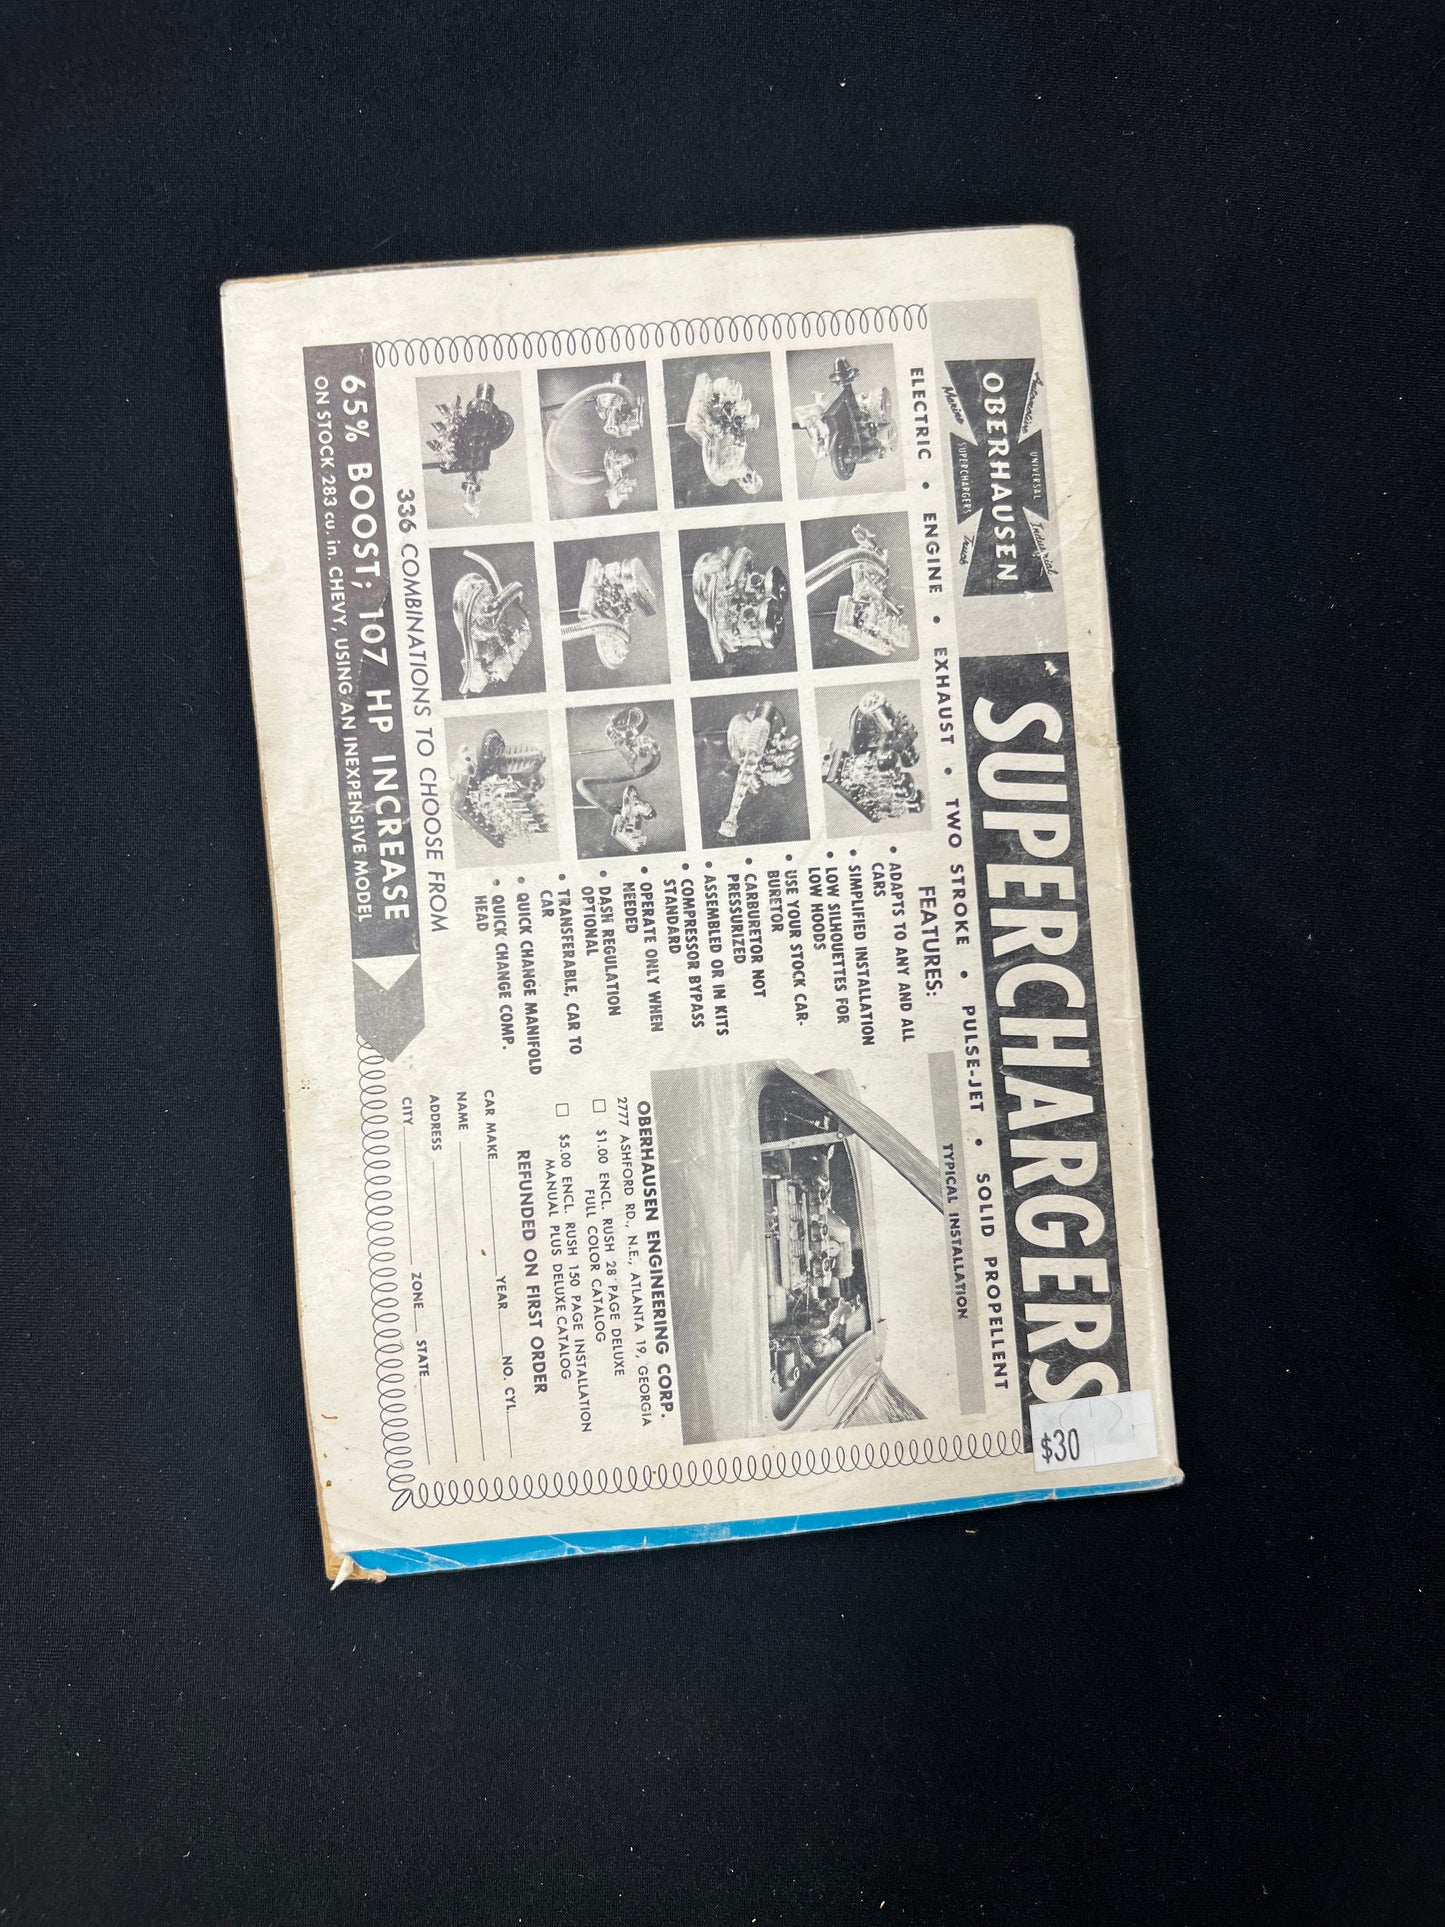 Automotive
UNIVERSAL
Industrial
OBERHAUSEN
Marine
SUPERCHARGERS
Truck
SUPERCHARGERS
$30
ELECTRIC • ENGINE • EXHAUST • TWO STROKE • PULSE-JET • SOLID PROPELLENT
FEATURES:
• ADAPTS TO ANY AND ALL
CARS
• SIMPLIFIED INSTALLATION
• LOW SILHOUETTES FOR
LOW HOODS
• USE YOUR STOCK CAR-
BURETOR
• CARBURETOR NOT
PRESSURIZED
• ASSEMBLED OR IN KITS
• COMPRESSOR BYPASS
STANDARD
• OPERATE ONLY WHEN
NEEDED
• DASH REGULATION
OPTIONAL
• TRANSFERABLE, CAR TO
CAR
• QUICK CHANGE MANIFOLD
• QUICK CHANGE COMP.
HEAD
TYPICAL INSTALLATION
OBERHAUSEN ENGINEERING CORP.
2777 ASHFORD RD., N.E., ATLANTA 19, GEORGIA
☐ $1.00 ENCL. RUSH 28 PAGE DELUXE
FULL COLOR CATALOG
☐ $5.00 ENCL. RUSH 150 PAGE INSTALLATION
MANUAL PLUS DELUXE CATALOG
REFUNDED ON FIRST ORDER
CAR MAKE YEAR NO. CYL.
NAME
ADDRESS
CITY ZONE STATE
336 COMBINATIONS TO CHOOSE FROM
65% BOOST; 107 HP INCREASE
ON STOCK 283 cu. in. CHEVY, USING AN INEXPENSIVE MODEL